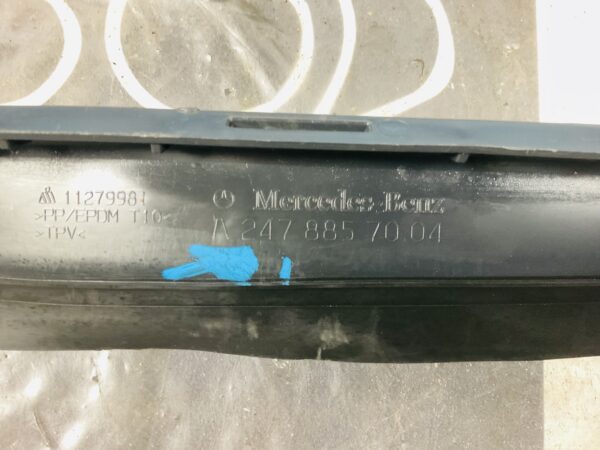 11279981
>PP/EPDM T10<
>TPV<
Mercedes-Benz
A 247 885 70 04